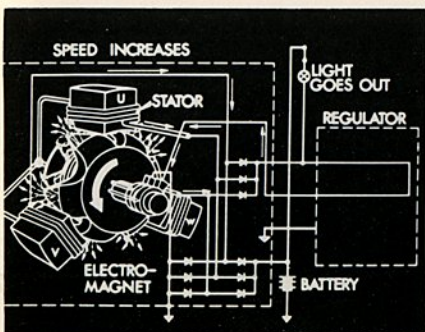 SPEED INCREASES
U
STATOR
LIGHT
GOES OUT
REGULATOR
W
V
ELECTRO-
MAGNET
BATTERY